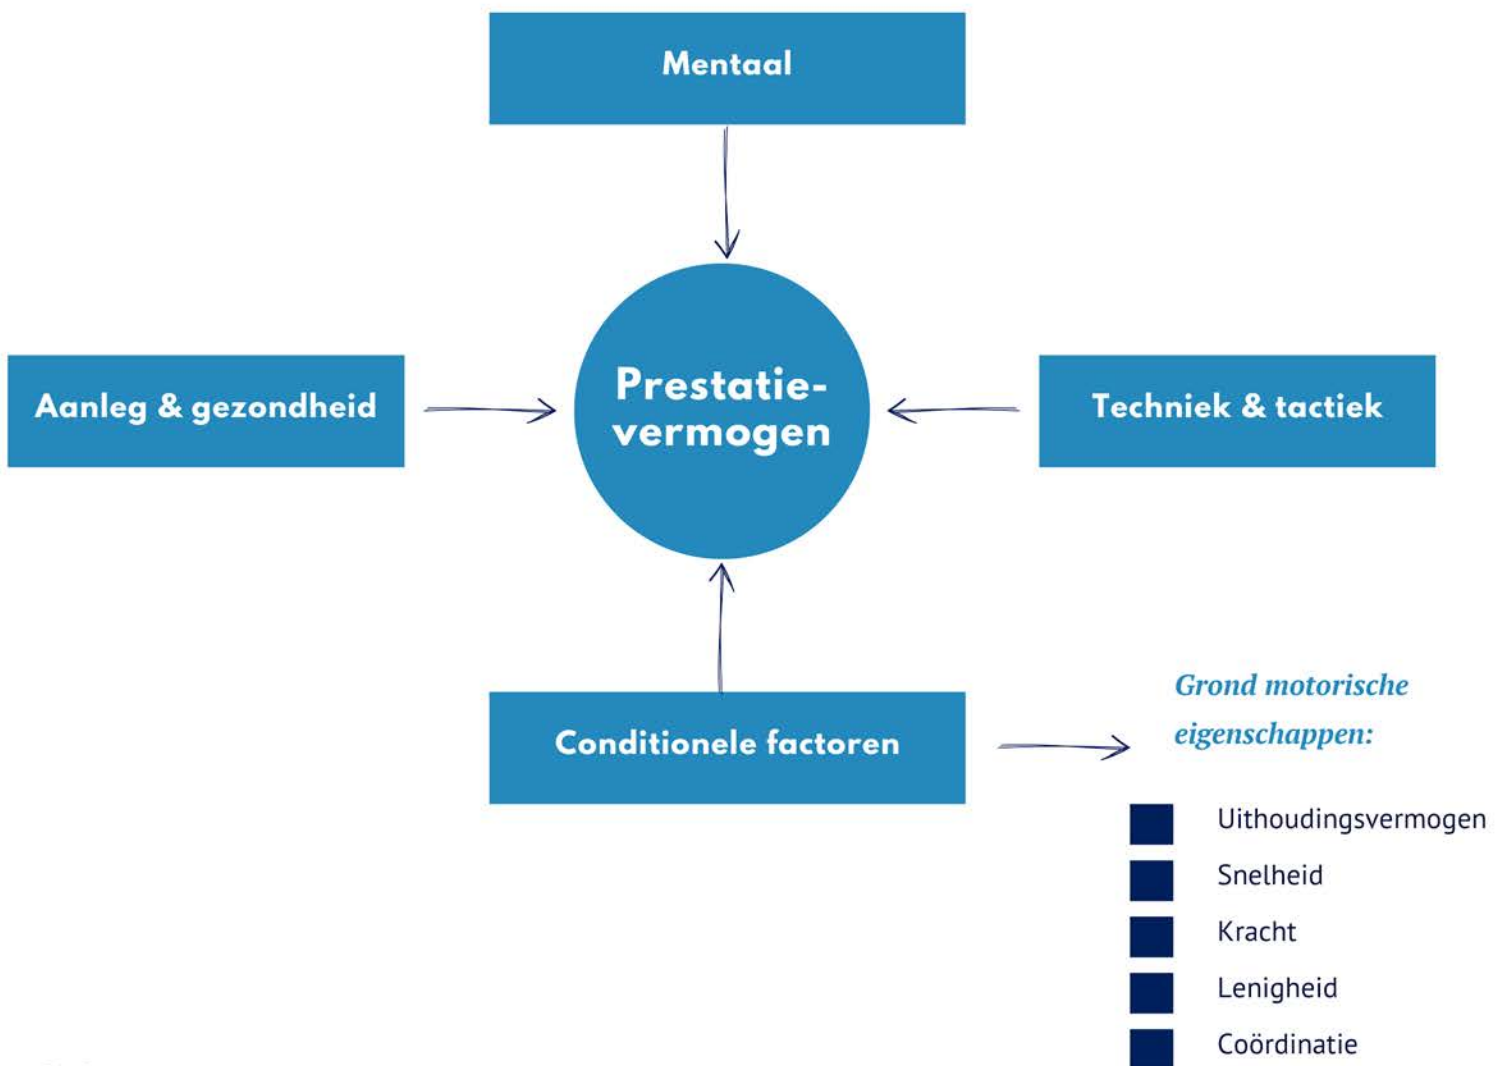 Mentaal
Aanleg & gezondheid
Prestatie-
vermogen
Techniek & tactiek
Conditionele factoren
Grond motorische
eigenschappen:
Uithoudingsvermogen
Snelheid
Kracht
Lenigheid
Coördinatie